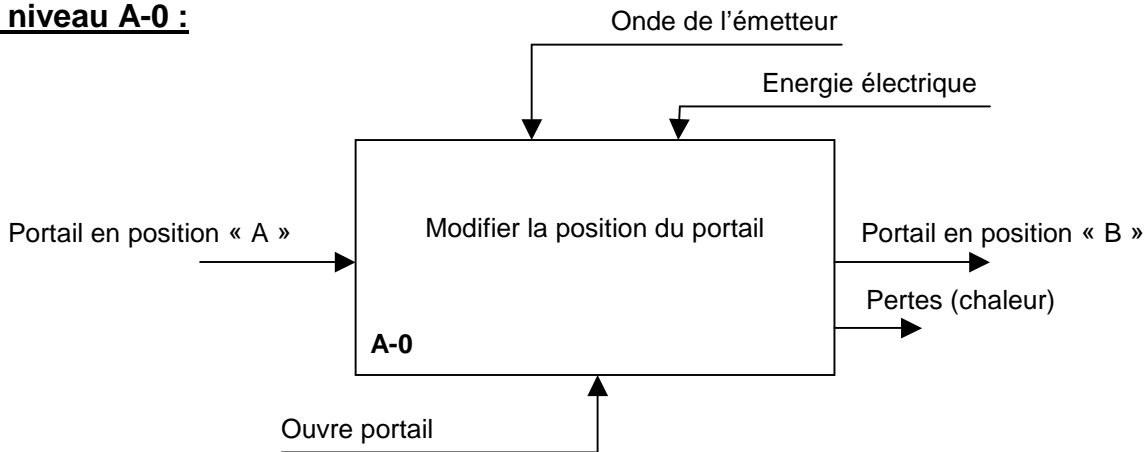 niveau A-0 :
Onde de l’émetteur
Energie électrique
Portail en position « A »
Modifier la position du portail
Portail en position « B »
Pertes (chaleur)
A-0
Ouvre portail